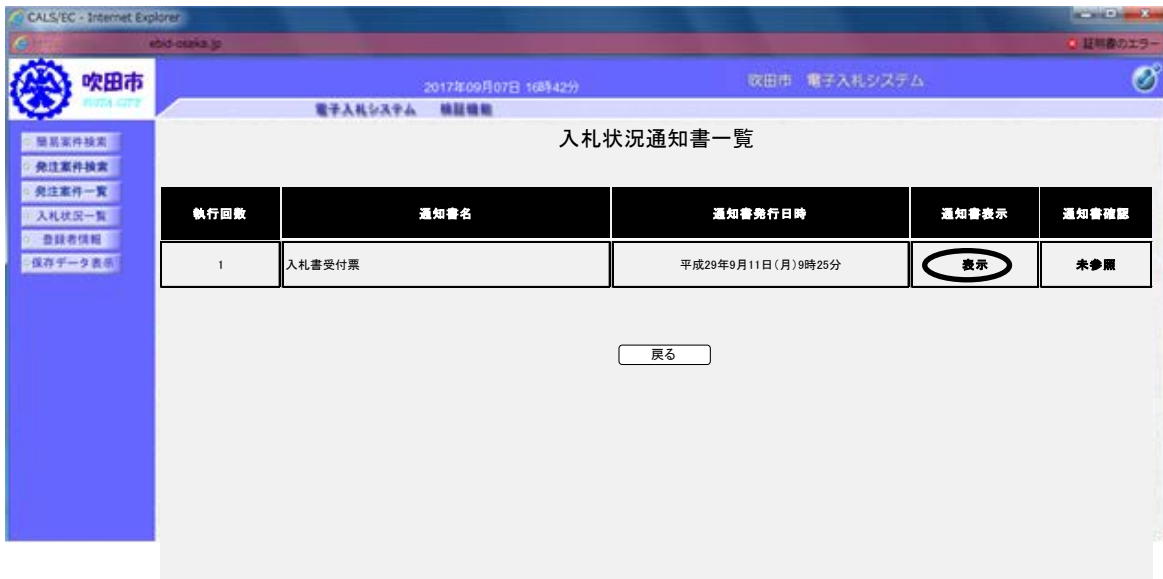 CALS/EC - Internet Explorer
ebid-osaka.jp
証明書のエラー
吹田市
SUITA CITY
2017年09月07日 16時42分
吹田市 電子入札システム
電子入札システム 検証機能
簡易案件検索
発注案件検索
発注案件一覧
入札状況一覧
登録者情報
保存データ表示
入札状況通知書一覧
執行回数 通知書名 通知書発行日時 通知書表示 通知書確認
1 入札書受付票 平成29年9月11日(月)9時25分 表示 未参照
戻る